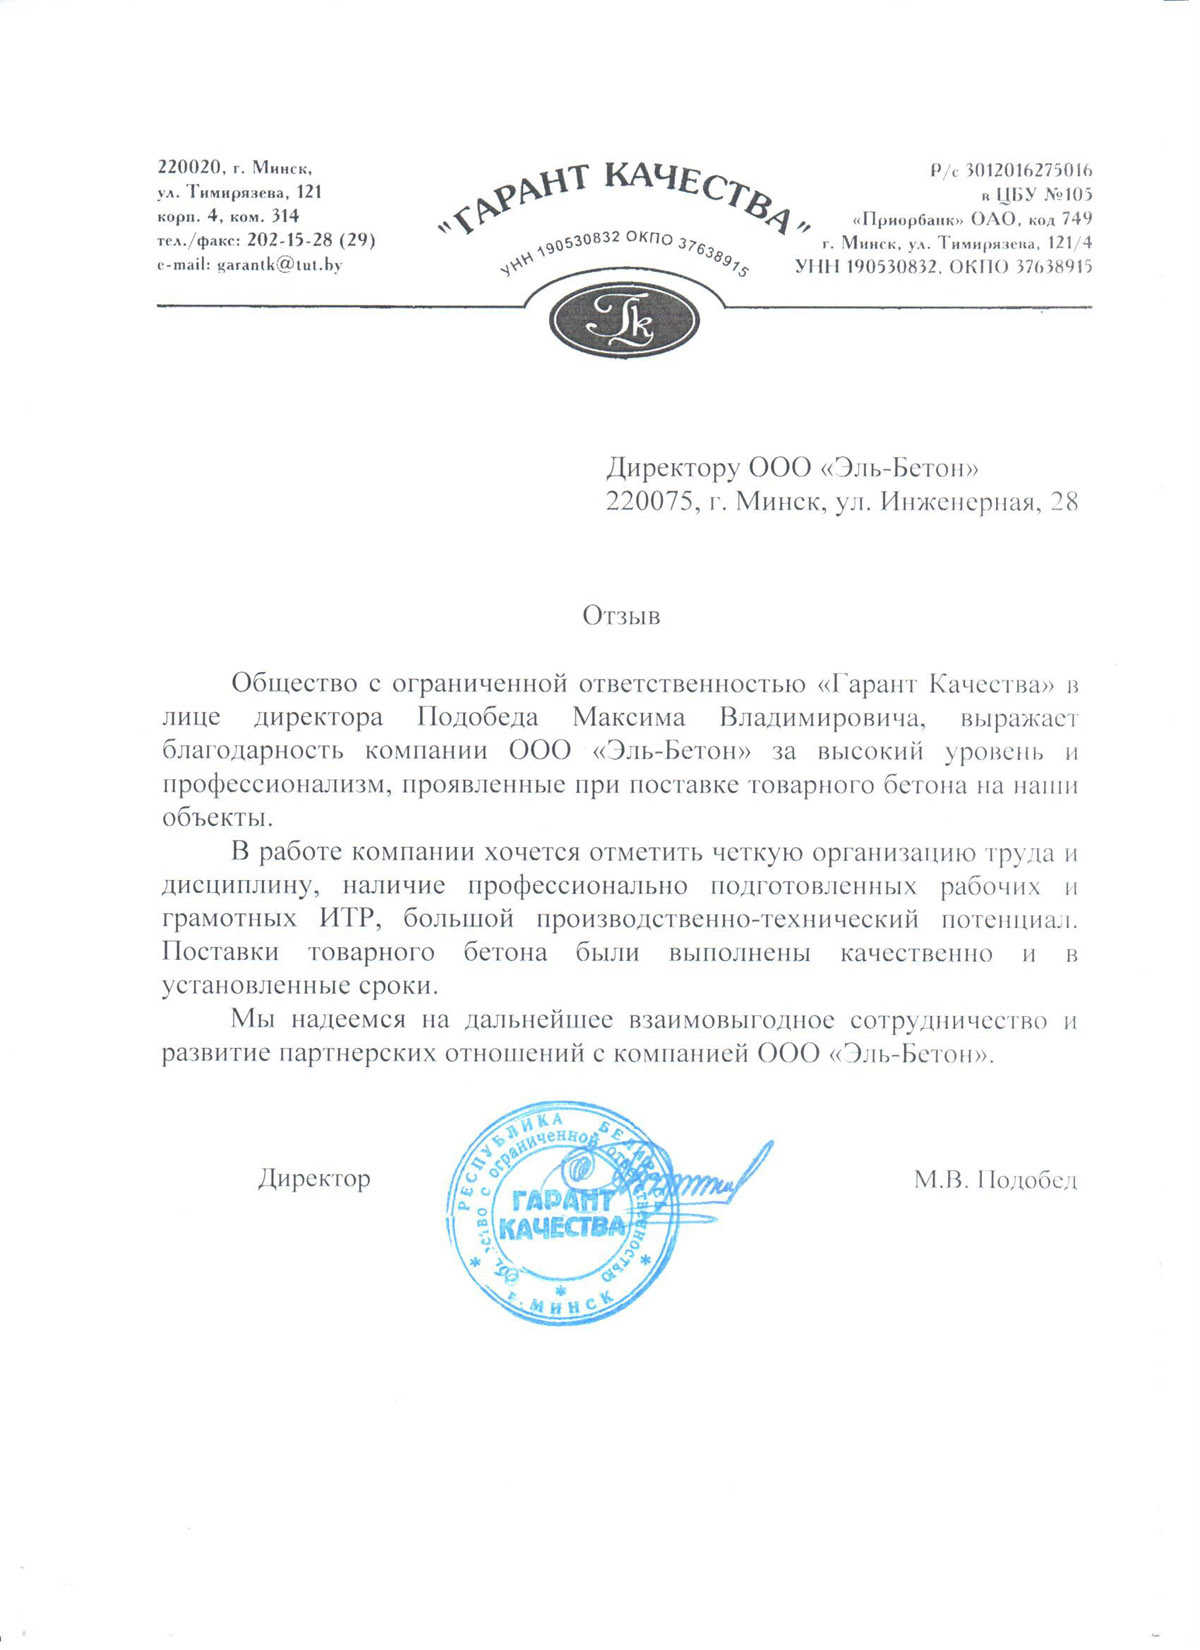 220020, г. Минск,
ул. Тимирязева, 121
корп. 4, ком. 314
тел./факс: 202-15-28 (29)
e-mail: garantk@tut.by
"ГАРАНТ КАЧЕСТВА"
УНН 190530832 ОКПО 37638915
Тk
Р/с 3012016275016
в ЦБУ №105
«Приорбанк» ОАО, код 749
г. Минск, ул. Тимирязева, 121/4
УНН 190530832, ОКПО 37638915
Директору ООО «Эль-Бетон»
220075, г. Минск, ул. Инженерная, 28
Отзыв
Общество с ограниченной ответственностью «Гарант Качества» в
лице директора Подобеда Максима Владимировича, выражает
благодарность компании ООО «Эль-Бетон» за высокий уровень и
профессионализм, проявленные при поставке товарного бетона на наши
объекты.
В работе компании хочется отметить четкую организацию труда и
дисциплину, наличие профессионально подготовленных рабочих и
грамотных ИТР, большой производственно-технический потенциал.
Поставки товарного бетона были выполнены качественно и в
установленные сроки.
Мы надеемся на дальнейшее взаимовыгодное сотрудничество и
развитие партнерских отношений с компанией ООО «Эль-Бетон».
Директор
РЕСПУБЛИКА БЕЛАРУСЬ
Общество с ограниченной ответственностью
ГАРАНТ
КАЧЕСТВА
г. МИНСК
М.В. Подобед